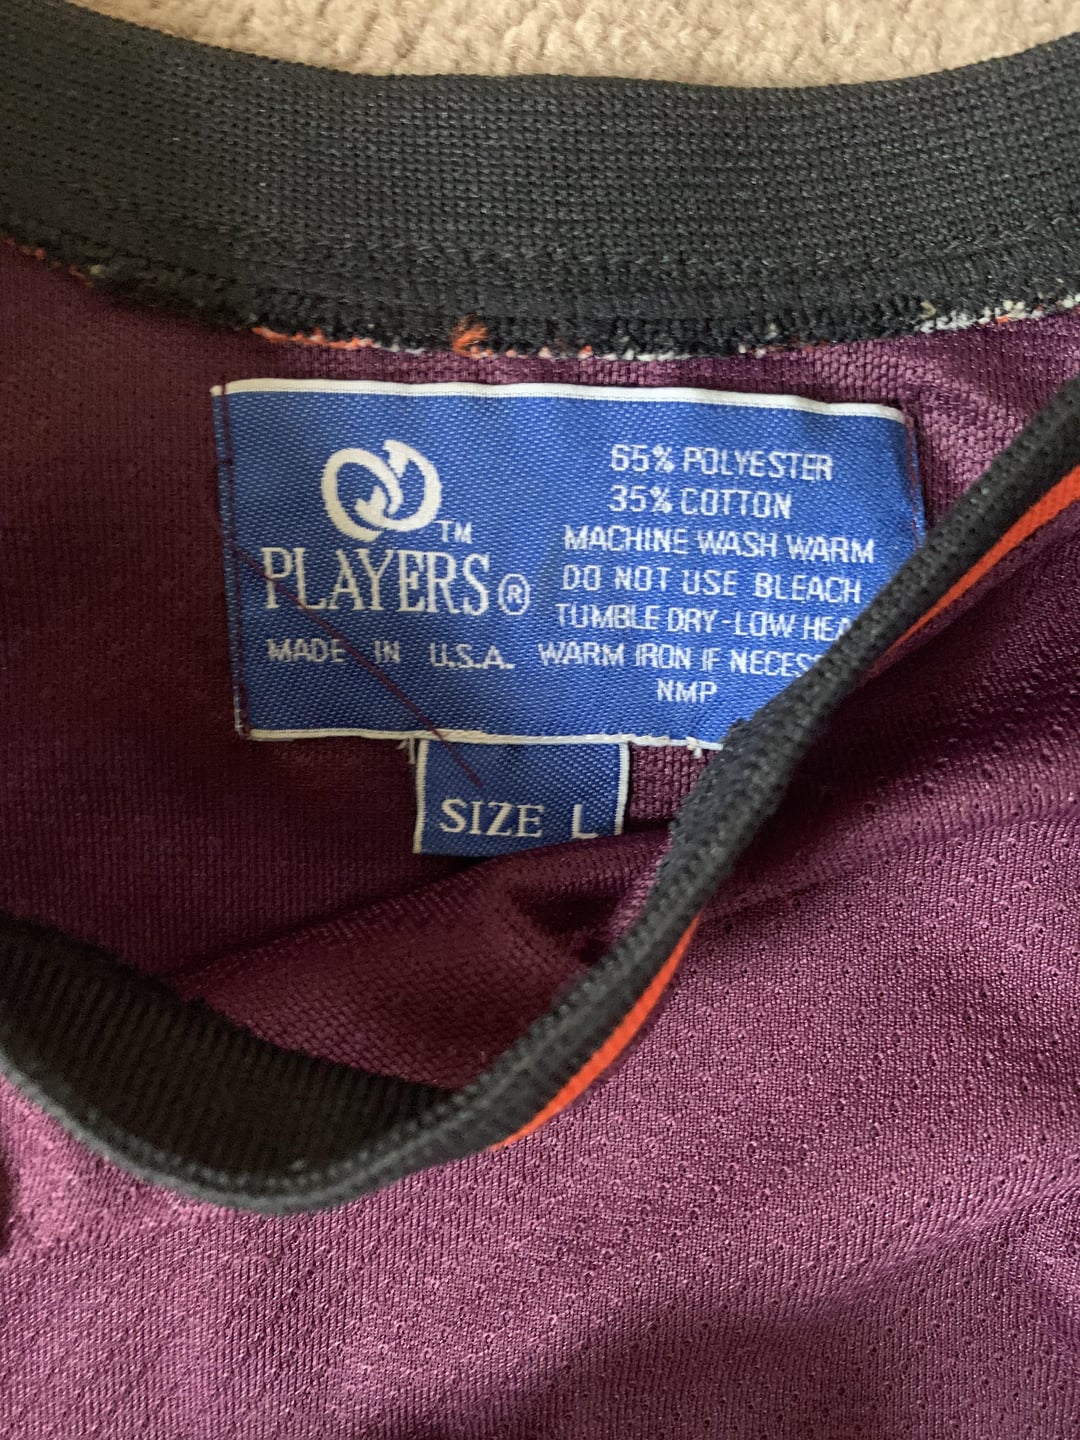 TM
PLAYERS®
MADE IN U.S.A.
65% POLYESTER
35% COTTON
MACHINE WASH WARM
DO NOT USE BLEACH
TUMBLE DRY-LOW
WARM IRON IF
NMP
SIZE L